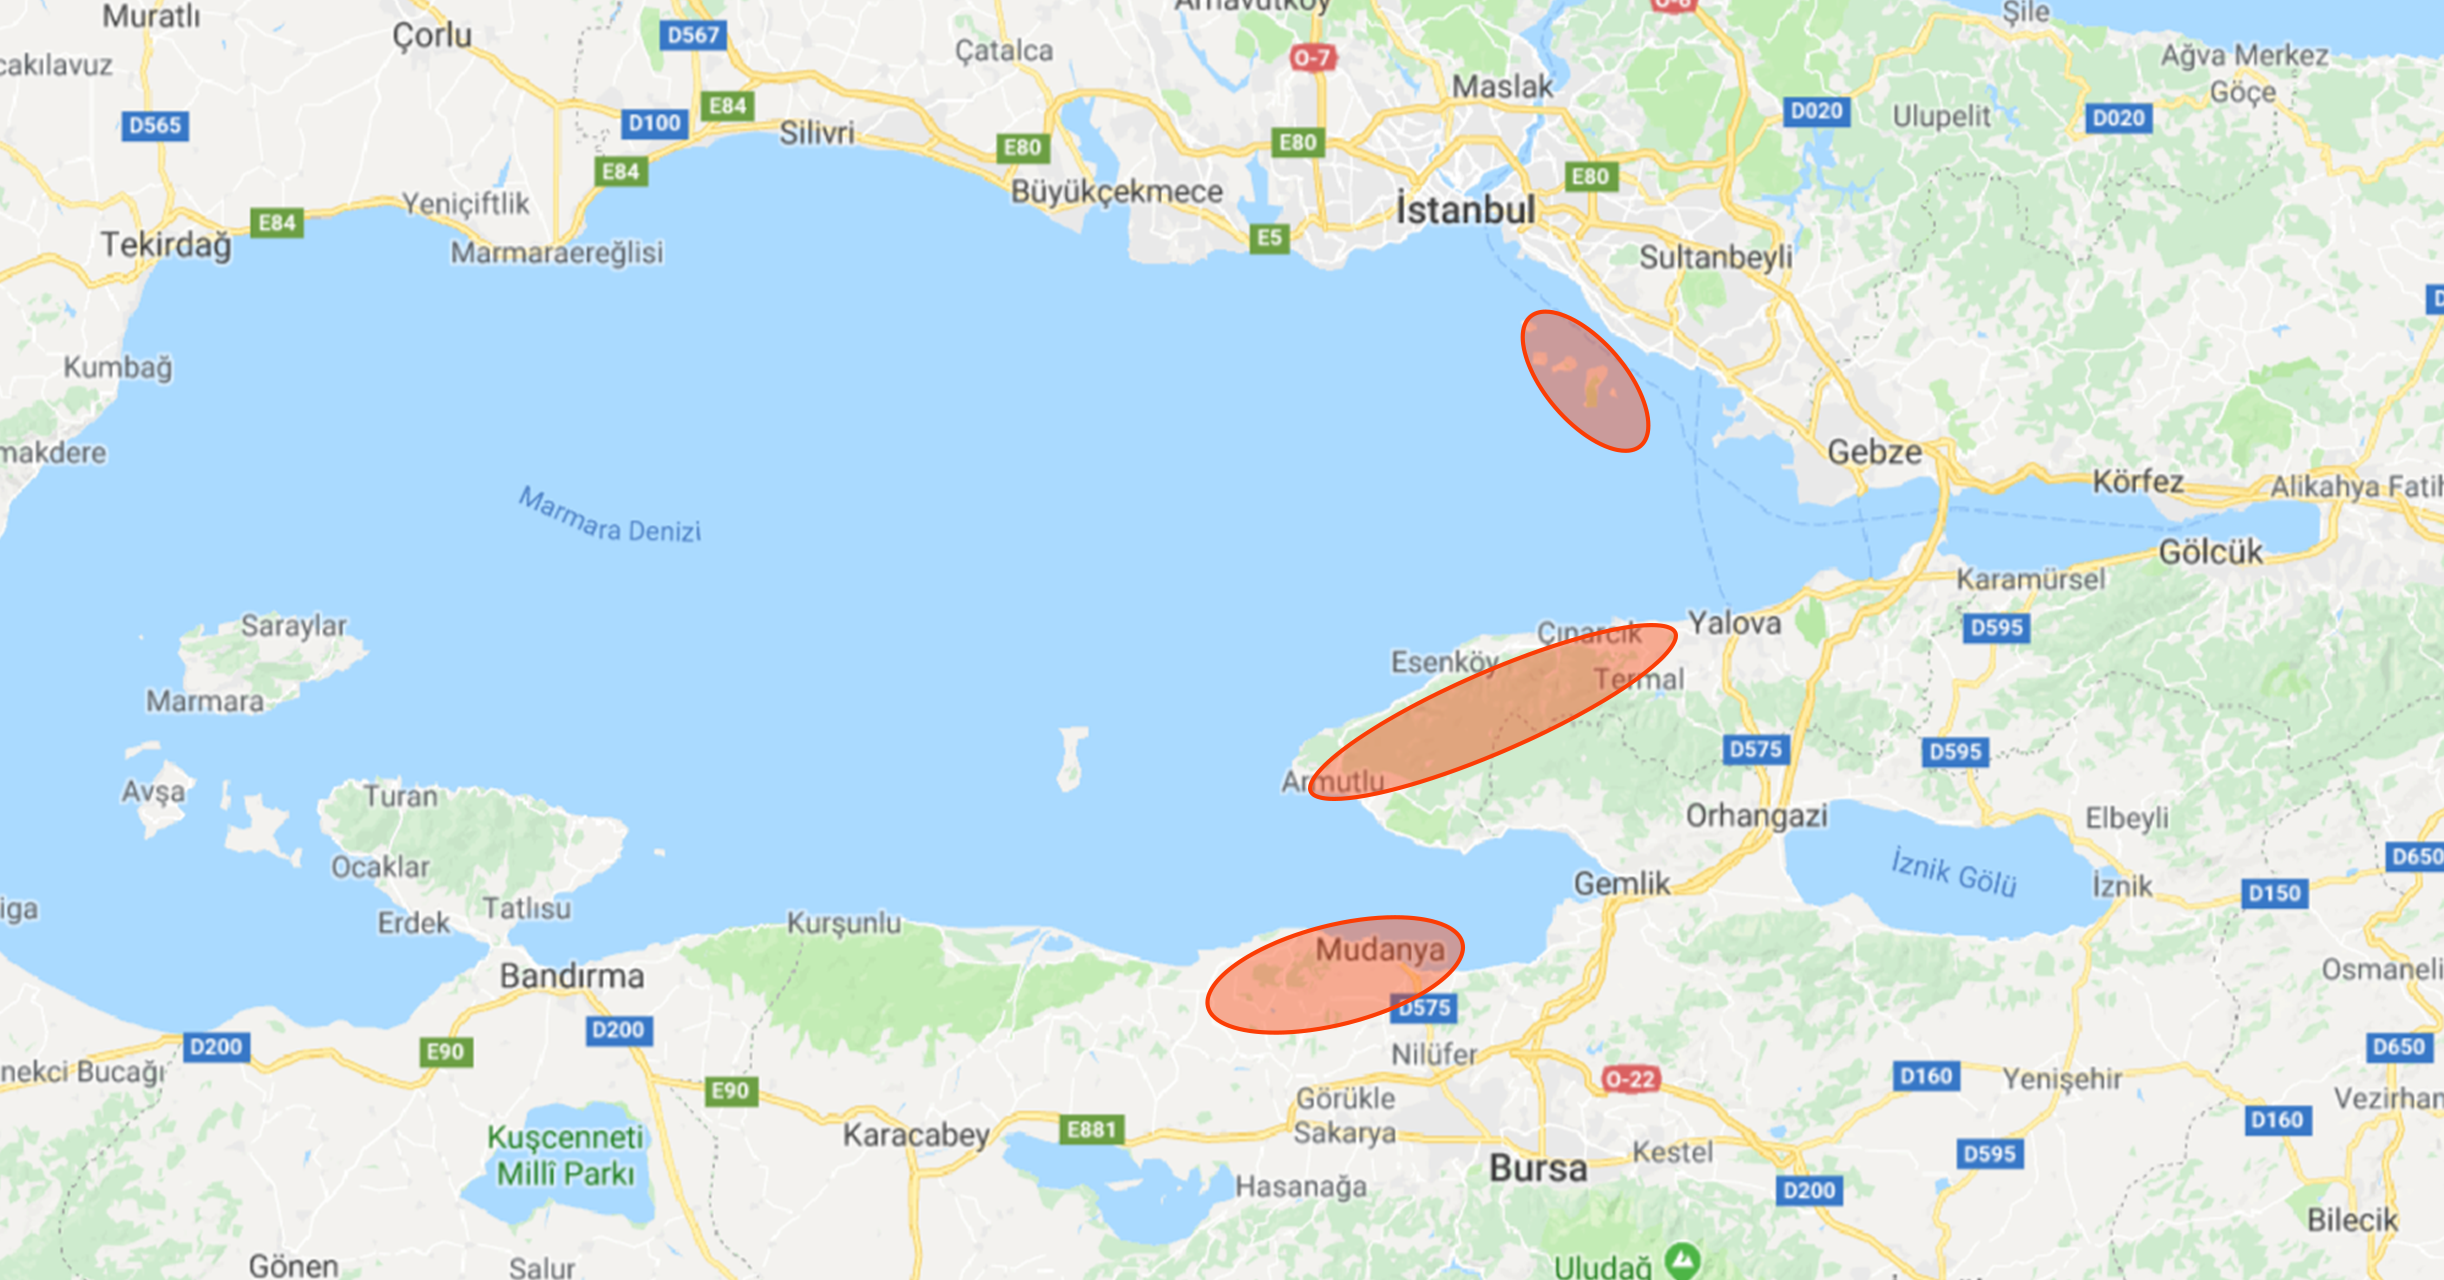 Muratlı
Çorlu
D567
Çatalca
Arnavutköy
O-7
O-6
Şile
Ağva Merkez
Göçe
çakılavuz
D565
D100
E84
Silivri
E84
E80
E80
Maslak
E80
D020
Ulupelit
D020
Büyükçekmece
İstanbul
Yeniçiftlik
E84
Tekirdağ
Marmaraereğlisi
E5
Sultanbeyli
Kumbağ
makdere
Marmara Denizi
Gebze
Körfez
Alikahya Fatih
Gölcük
Karamürsel
Saraylar
Çınarcık
Yalova
D595
Esenköy
Termal
Marmara
D575
D595
Avşa
Turan
Armutlu
Orhangazi
Elbeyli
D650
Ocaklar
İznik Gölü
İznik
Gemlik
D150
iga
Erdek
Tatlısu
Kurşunlu
Mudanya
Bandırma
Osmaneli
D575
D200
D200
E90
D650
Nilüfer
nekci Bucağı
E90
O-22
D160
Yenişehir
Görükle
Vezirhan
E881
Sakarya
D160
Karacabey
Kuşcenneti
Millî Parkı
Kestel
D595
Bursa
Hasanağa
D200
Bilecik
Gönen
Salur
Uludağ